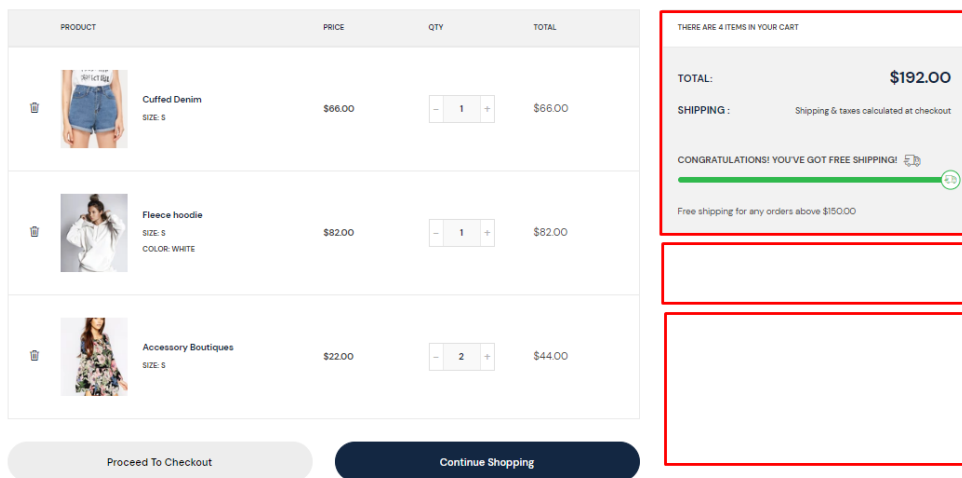 PRODUCT PRICE QTY TOTAL
Cuffed Denim
SIZE: S
$66.00 - 1 + $66.00
Fleece hoodie
SIZE: S
COLOR: WHITE
$82.00 - 1 + $82.00
Accessory Boutiques
SIZE: S
$22.00 - 2 + $44.00
Proceed To Checkout Continue Shopping
THERE ARE 4 ITEMS IN YOUR CART
TOTAL: $192.00
SHIPPING : Shipping & taxes calculated at checkout
CONGRATULATIONS! YOU'VE GOT FREE SHIPPING!
Free shipping for any orders above $150.00